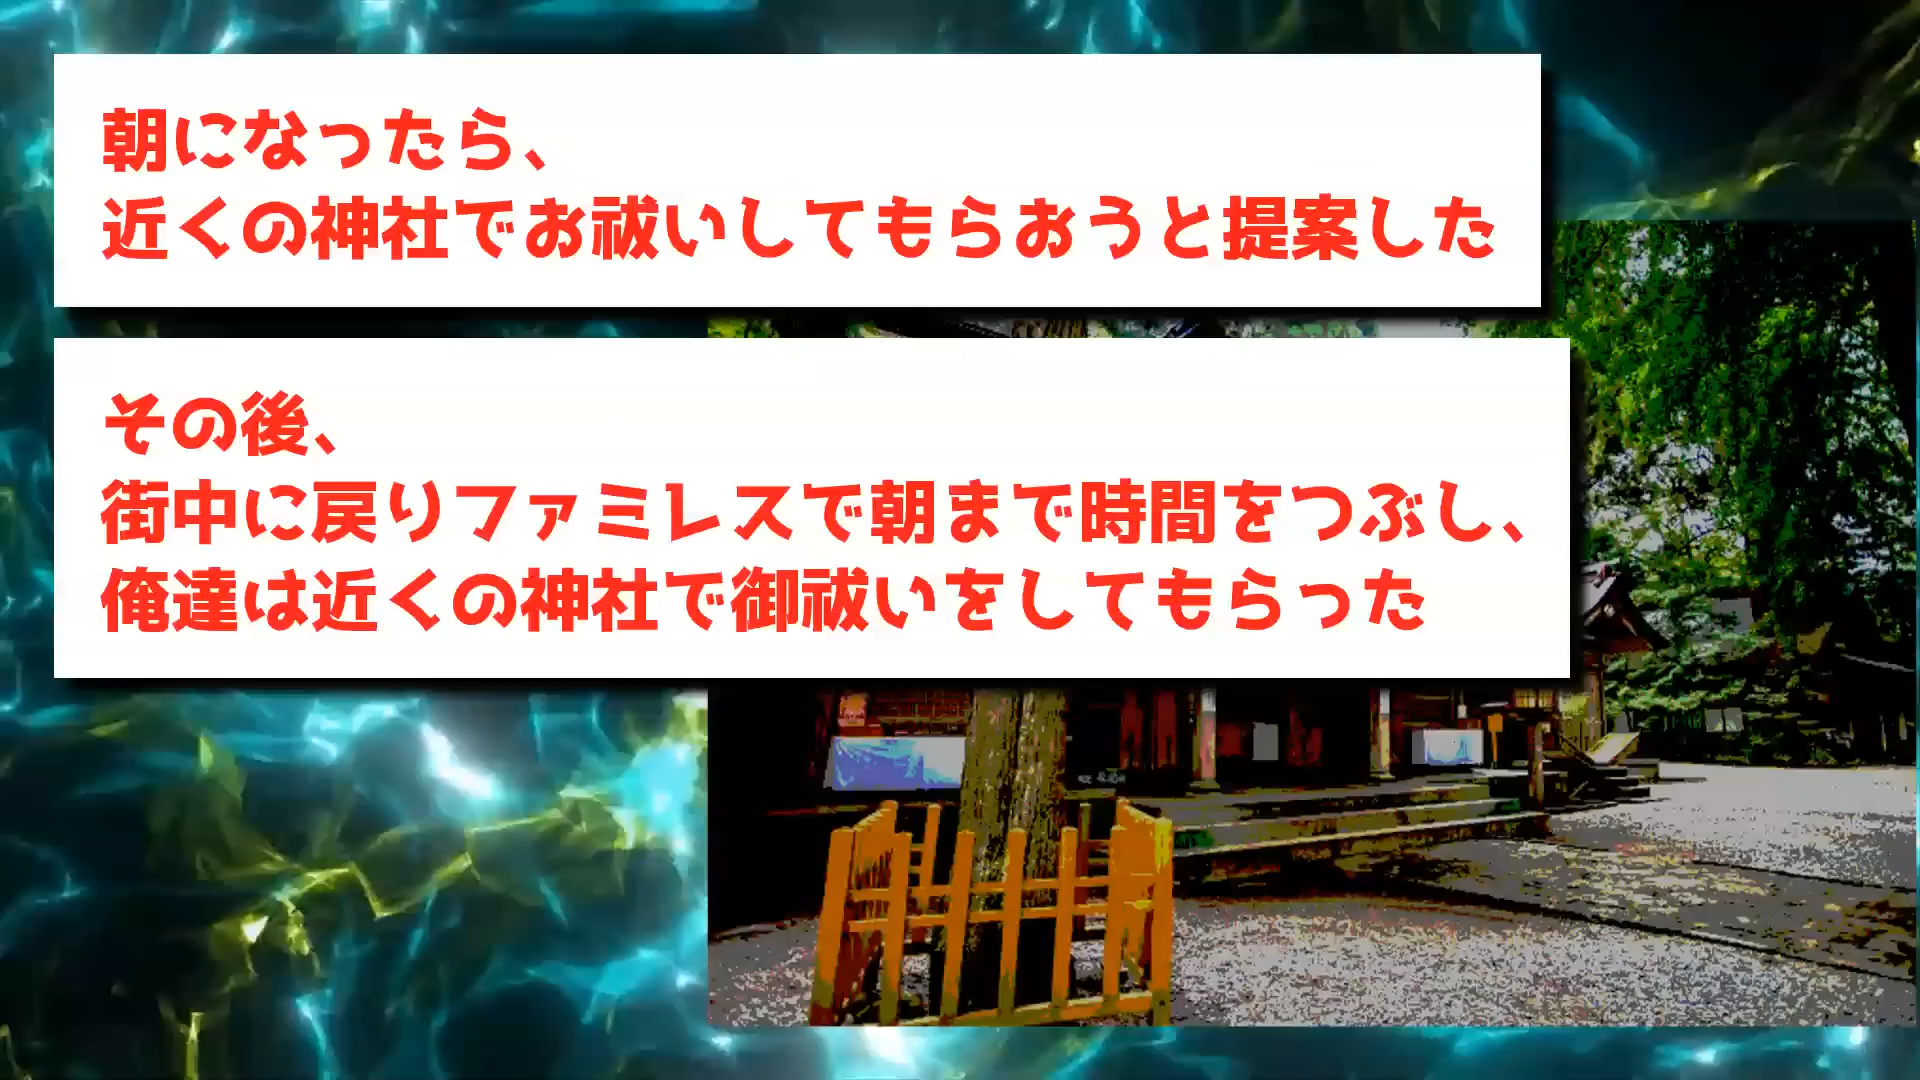 朝になったら、
近くの神社でお祓いしてもらおうと提案した
その後、
街中に戻りファミレスで朝まで時間をつぶし、
俺達は近くの神社で御祓いをしてもらった